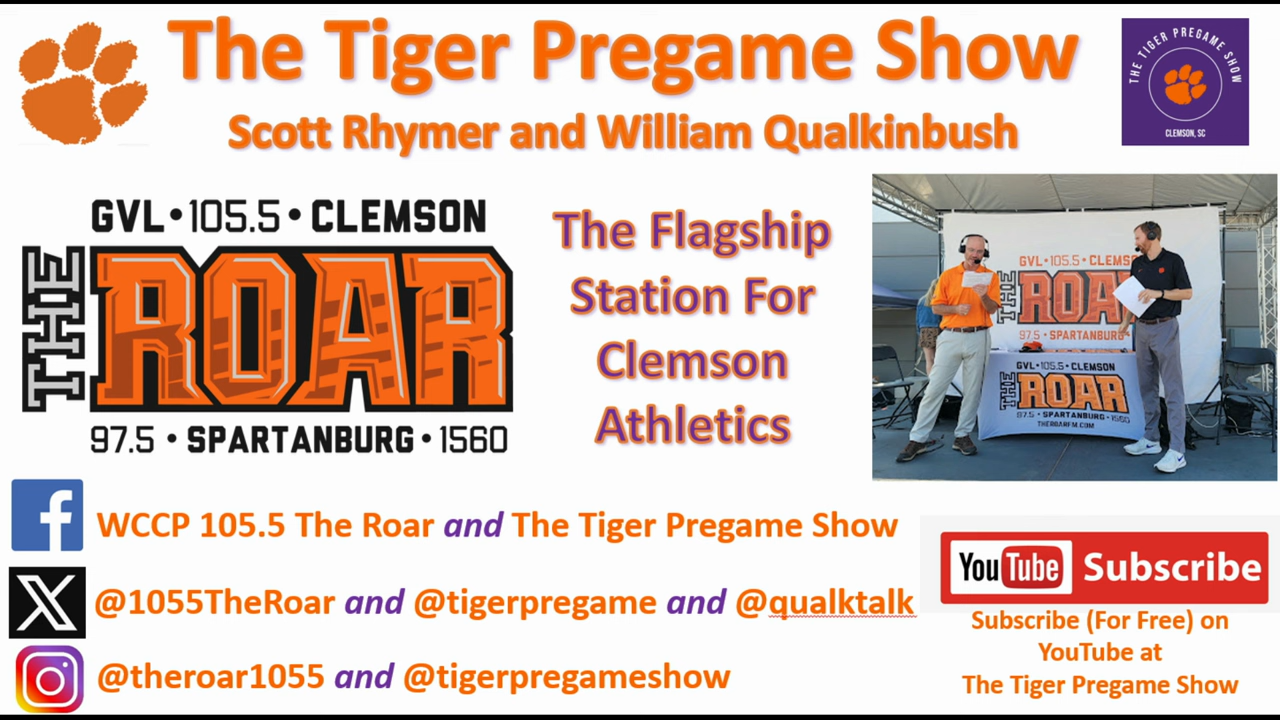 The Tiger Pregame Show
Scott Rhymer and William Qualkinbush
THE TIGER PREGAME SHOW
CLEMSON, SC
GVL • 105.5 • CLEMSON
THE ROAR
97.5 • SPARTANBURG • 1560
The Flagship
Station For
Clemson
Athletics
GVL • 105.5 • CLEMS
THE ROA
97.5 • SPARTANBURG
GVL • 105.5 • CLEMSON
THE ROAR
97.5 • SPARTANBURG • 1560
THEROARFM.COM
f WCCP 105.5 The Roar and The Tiger Pregame Show
X @1055TheRoar and @tigerpregame and @qualktalk
@theroar1055 and @tigerpregameshow
YouTube Subscribe
Subscribe (For Free) on
YouTube at
The Tiger Pregame Show